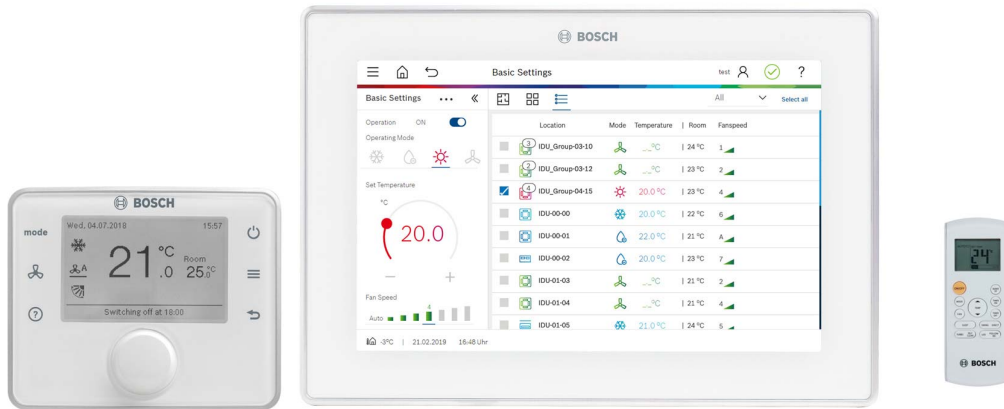 BOSCH
mode
Wed, 04.07.2018 15:57
21.0 °C
Room
25.0 °C
A
Switching off at 18:00
BOSCH
Basic Settings test ?
Basic Settings ... « All Select all
Operation ON
Operating Mode
Set Temperature
°C
20.0
− +
Fan Speed
4
Auto
Location Mode Temperature | Room Fanspeed
3 IDU_Group-03-10 _._°C | 24 °C 1
2 IDU_Group-03-12 _._°C | 23 °C 2
4 IDU_Group-04-15 20.0 °C | 23 °C 4
IDU-00-00 20.0 °C | 22 °C 6
IDU-00-01 22.0 °C | 21 °C A
IDU-00-02 20.0 °C | 23 °C 7
IDU-01-03 _._°C | 21 °C 2
IDU-01-04 _._°C | 21 °C 4
IDU-01-05 21.0 °C | 24 °C 5
-3°C | 21.02.2019 16:48 Uhr
24°
BOSCH